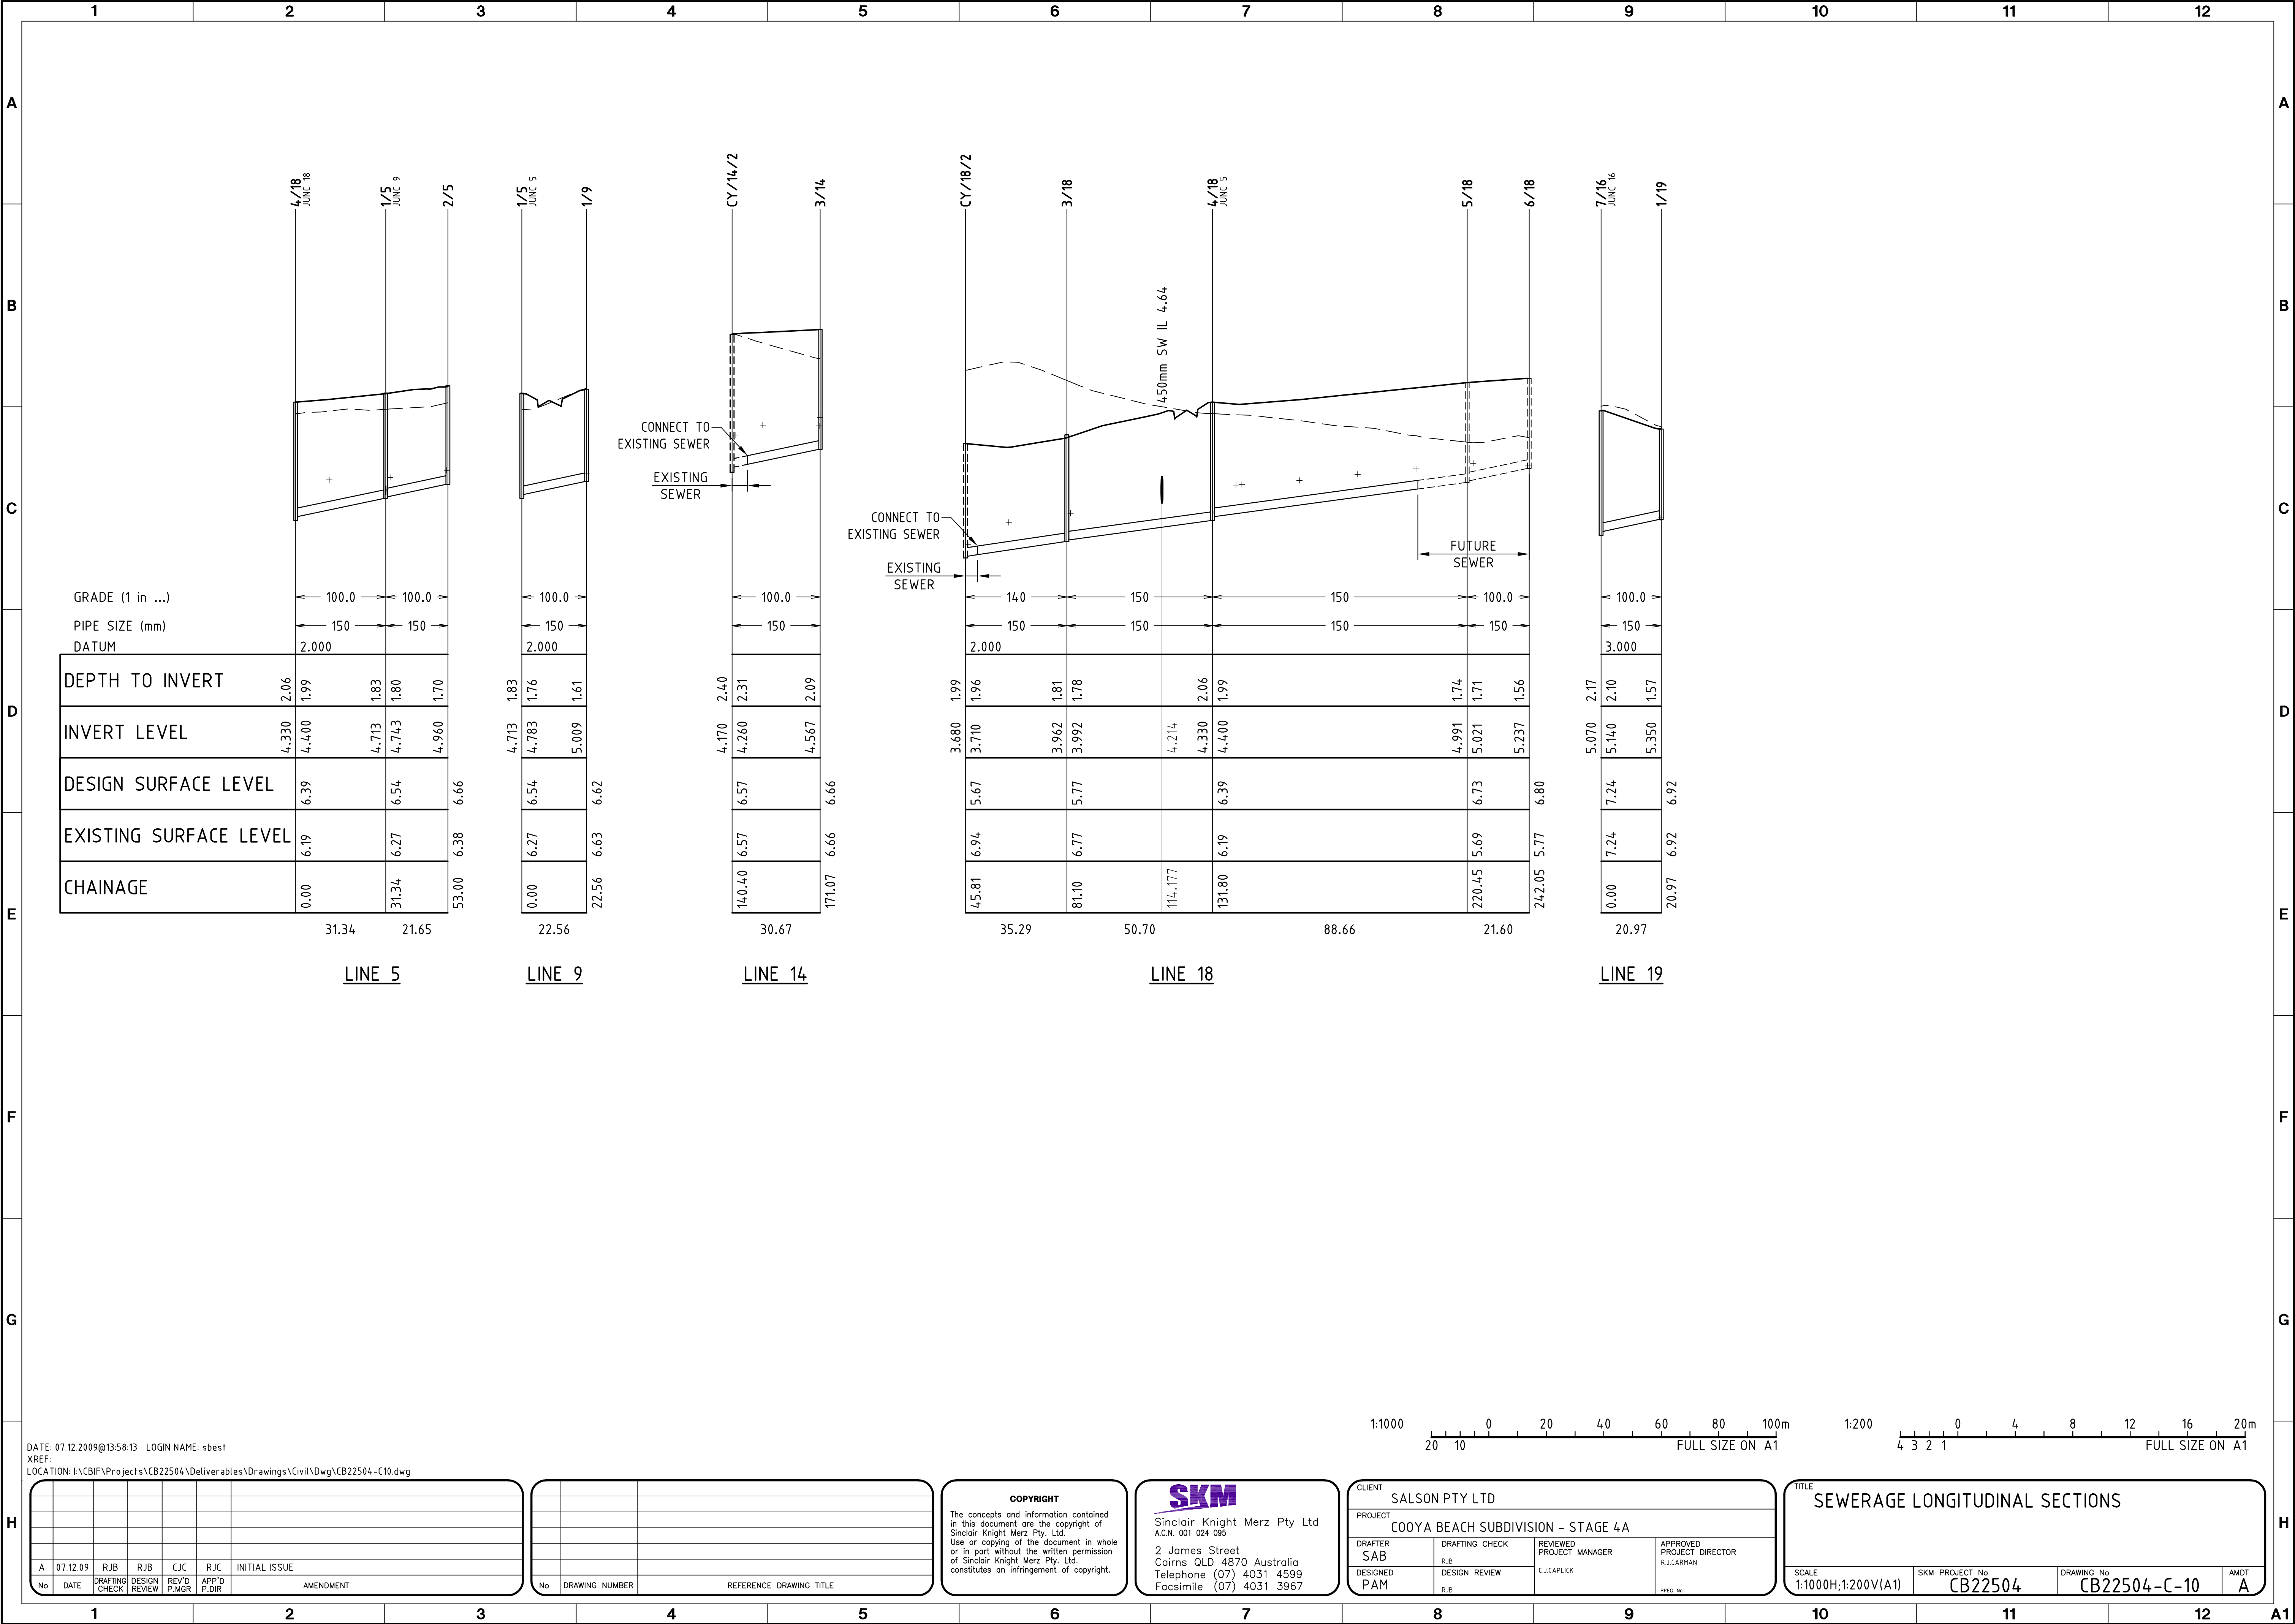 1 2 3 4 5 6 7 8 9 10 11 12
A A
B B
C C
D D
E E
F F
G G
H H
4/18
JUNC 18
1/5
JUNC 9
2/5
1/5
JUNC 5
1/9
CY/14/2
3/14
CY/18/2
3/18
4/18
JUNC 5
5/18
6/18
7/16
JUNC 16
1/19
450mm SW IL 4.64
CONNECT TO
EXISTING SEWER
EXISTING
SEWER
CONNECT TO
EXISTING SEWER
EXISTING
SEWER
FUTURE
SEWER
GRADE (1 in ...) 100.0 100.0 100.0 100.0 140 150 150 100.0 100.0
PIPE SIZE (mm) 150 150 150 150 150 150 150 150 150
DATUM 2.000 2.000 2.000 3.000
DEPTH TO INVERT 2.06 1.99 1.83 1.80 1.70 1.83 1.76 1.61 2.40 2.31 2.09 1.99 1.96 1.81 1.78 2.06 1.99 1.74 1.71 1.56 2.17 2.10 1.57
INVERT LEVEL 4.330 4.400 4.713 4.743 4.960 4.713 4.783 5.009 4.170 4.260 4.567 3.680 3.710 3.962 3.992 4.214 4.330 4.400 4.991 5.021 5.237 5.070 5.140 5.350
DESIGN SURFACE LEVEL 6.39 6.54 6.66 6.54 6.62 6.57 6.66 5.67 5.77 6.39 6.73 6.80 7.24 6.92
EXISTING SURFACE LEVEL 6.19 6.27 6.38 6.27 6.63 6.57 6.66 6.94 6.77 6.19 5.69 5.77 7.24 6.92
CHAINAGE 0.00 31.34 53.00 0.00 22.56 140.40 171.07 45.81 81.10 114.177 131.80 220.45 242.05 0.00 20.97
31.34 21.65 22.56 30.67 35.29 50.70 88.66 21.60 20.97
LINE 5 LINE 9 LINE 14 LINE 18 LINE 19
1:1000 0 20 40 60 80 100m
20 10 FULL SIZE ON A1
1:200 0 4 8 12 16 20m
4 3 2 1 FULL SIZE ON A1
DATE: 07.12.2009@13:58:13 LOGIN NAME: sbest
XREF:
LOCATION: I:\CBIF\Projects\CB22504\Deliverables\Drawings\Civil\Dwg\CB22504-C10.dwg
A 07.12.09 RJB RJB CJC RJC INITIAL ISSUE
No DATE DRAFTING CHECK DESIGN REVIEW REV'D P.MGR APP'D P.DIR AMENDMENT
No DRAWING NUMBER REFERENCE DRAWING TITLE
COPYRIGHT
The concepts and information contained
in this document are the copyright of
Sinclair Knight Merz Pty. Ltd.
Use or copying of the document in whole
or in part without the written permission
of Sinclair Knight Merz Pty. Ltd.
constitutes an infringement of copyright.
SKM
Sinclair Knight Merz Pty Ltd
A.C.N. 001 024 095
2 James Street
Cairns QLD 4870 Australia
Telephone (07) 4031 4599
Facsimile (07) 4031 3967
CLIENT
SALSON PTY LTD
PROJECT
COOYA BEACH SUBDIVISION - STAGE 4A
DRAFTER
SAB
DRAFTING CHECK
RJB
REVIEWED
PROJECT MANAGER
C.J.CAPLICK
APPROVED
PROJECT DIRECTOR
R.J.CARMAN
DESIGNED
PAM
DESIGN REVIEW
RJB
RPEQ No.
TITLE
SEWERAGE LONGITUDINAL SECTIONS
SCALE
1:1000H;1:200V(A1)
SKM PROJECT No
CB22504
DRAWING No
CB22504-C-10
AMDT
A
1 2 3 4 5 6 7 8 9 10 11 12 A1